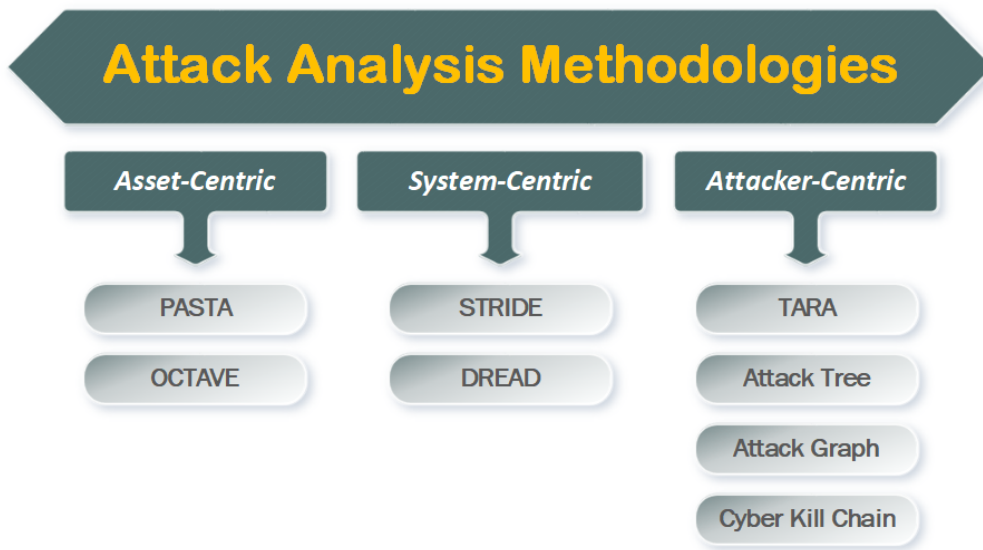 Attack Analysis Methodologies
Asset-Centric
System-Centric
Attacker-Centric
PASTA
STRIDE
TARA
OCTAVE
DREAD
Attack Tree
Attack Graph
Cyber Kill Chain